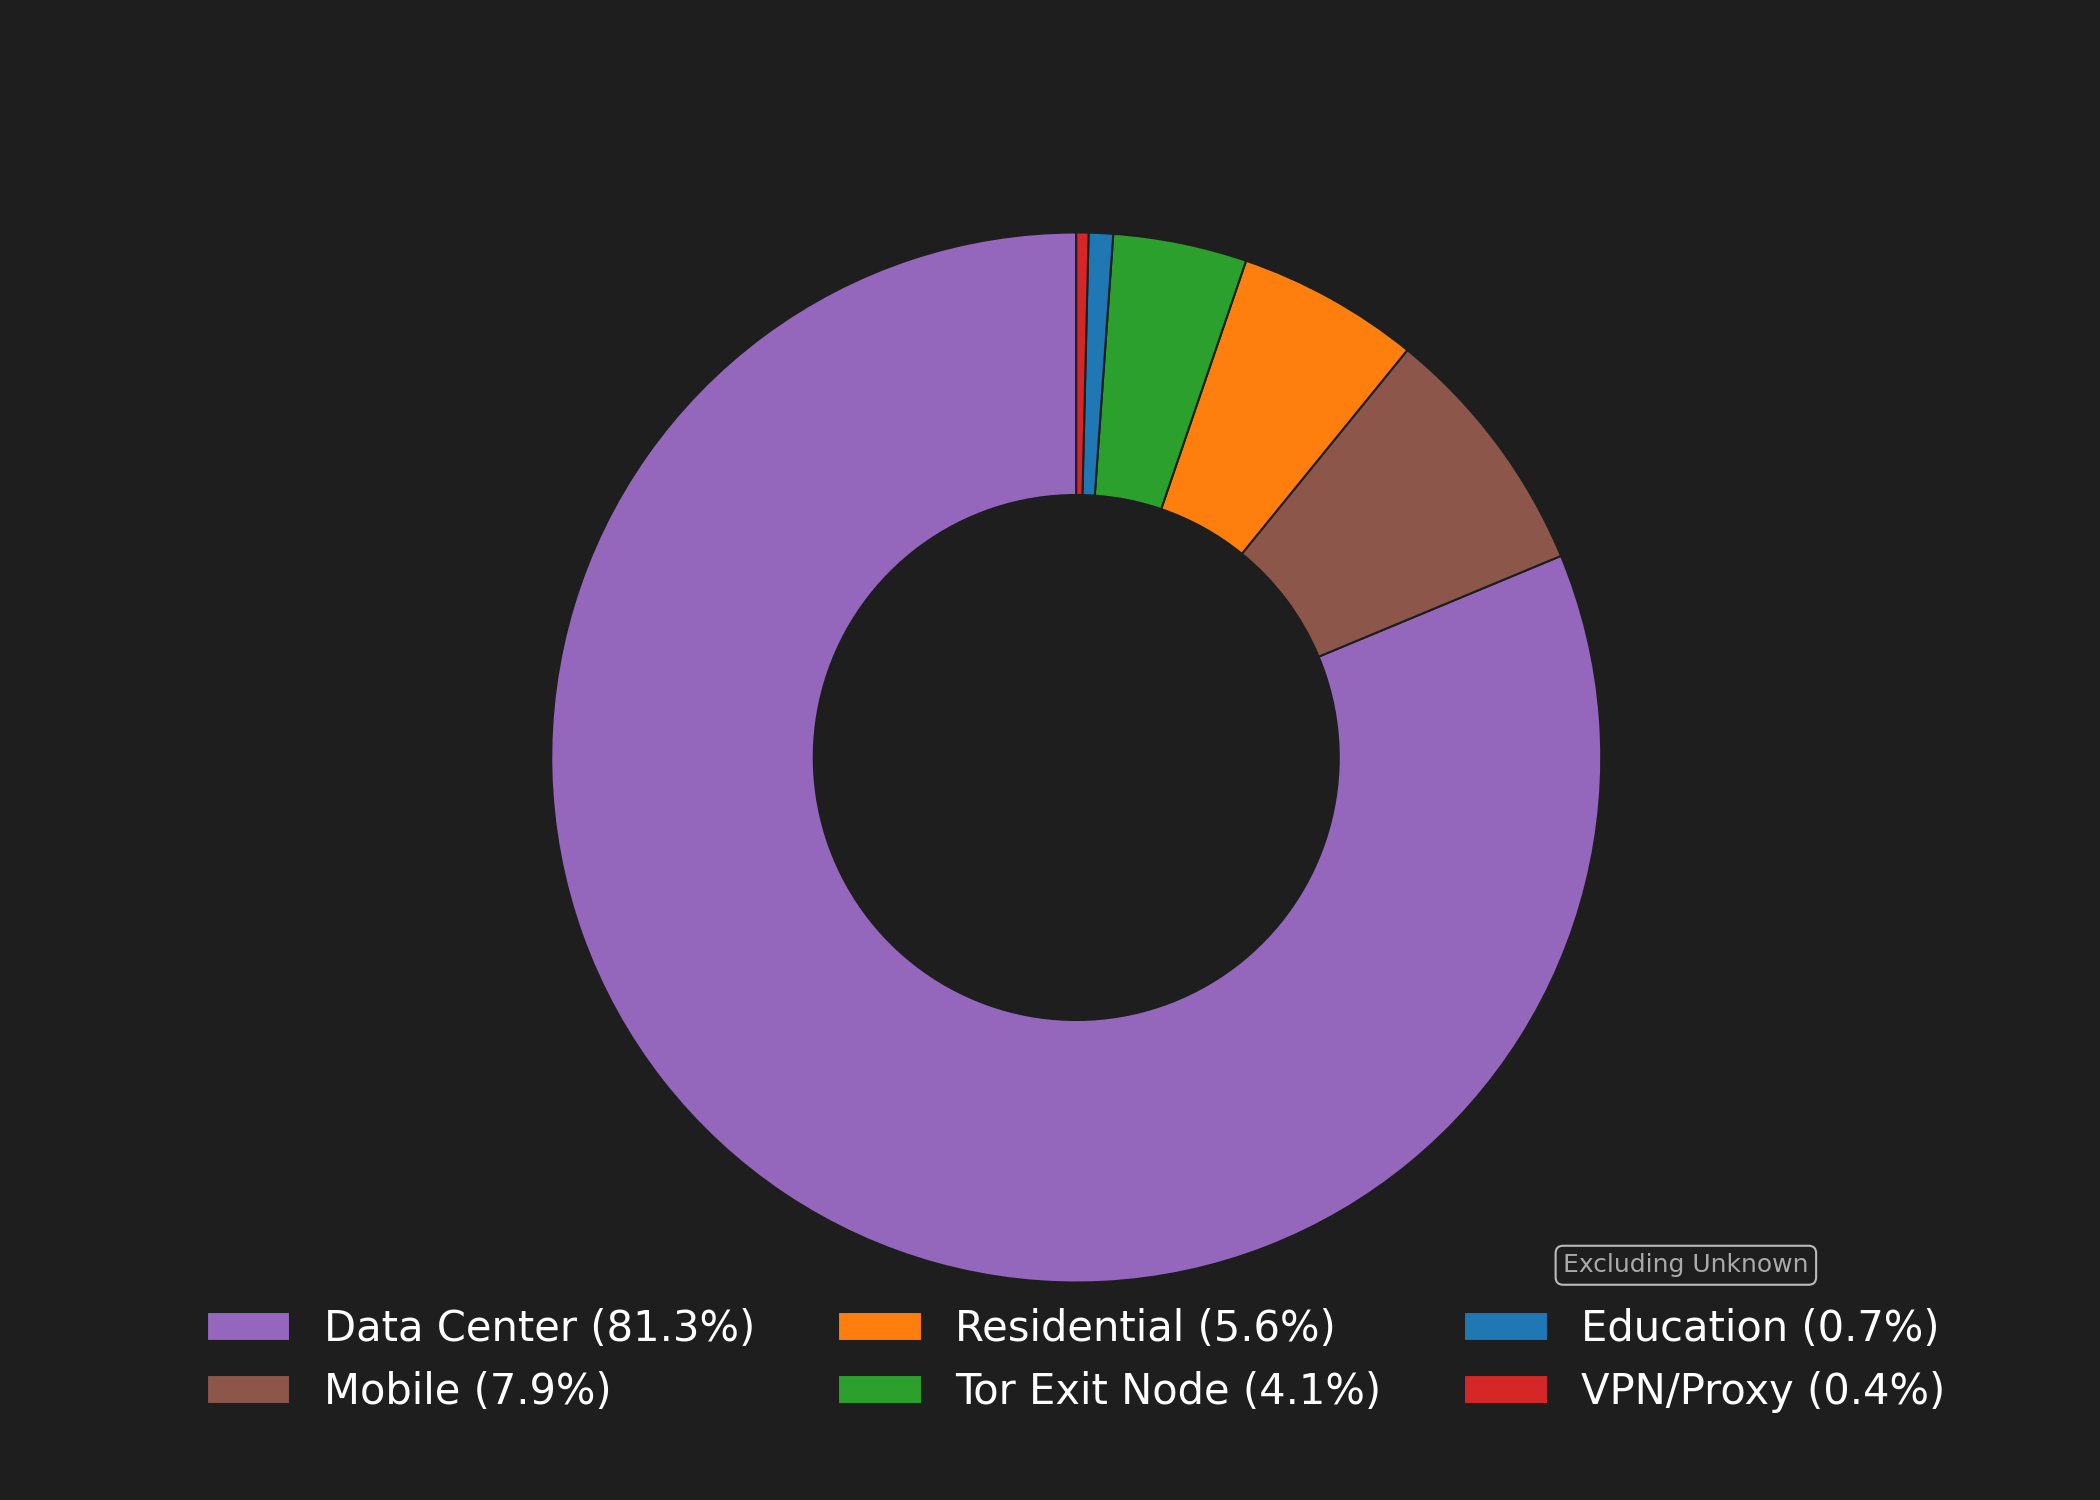 Excluding Unknown
Data Center (81.3%)
Mobile (7.9%)
Residential (5.6%)
Tor Exit Node (4.1%)
Education (0.7%)
VPN/Proxy (0.4%)